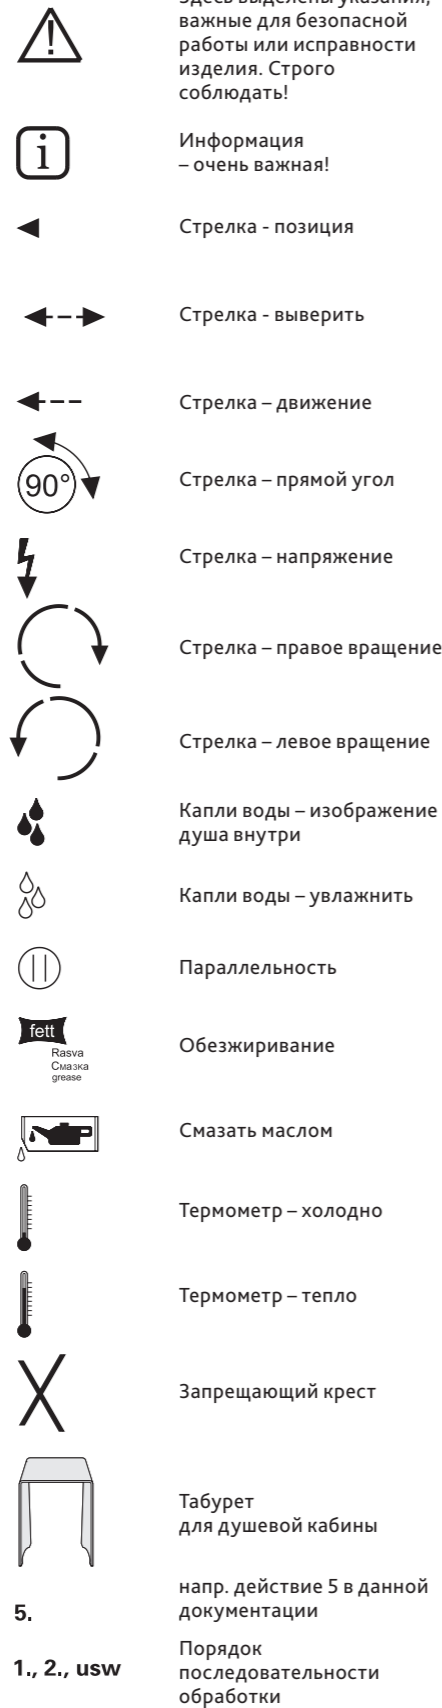 Здесь выделены указания,
важные для безопасной
работы или исправности
изделия. Строго
соблюдать!
i
Информация
– очень важная!
Стрелка - позиция
Стрелка - выверить
Стрелка – движение
90°
Стрелка – прямой угол
Стрелка – напряжение
Стрелка – правое вращение
Стрелка – левое вращение
Капли воды – изображение
душа внутри
Капли воды – увлажнить
Параллельность
fett
Rasva
Смазка
grease
Обезжиривание
Смазать маслом
Термометр – холодно
Термометр – тепло
Запрещающий крест
Табурет
для душевой кабины
5.
напр. действие 5 в данной
документации
1., 2., usw
Порядок
последовательности
обработки